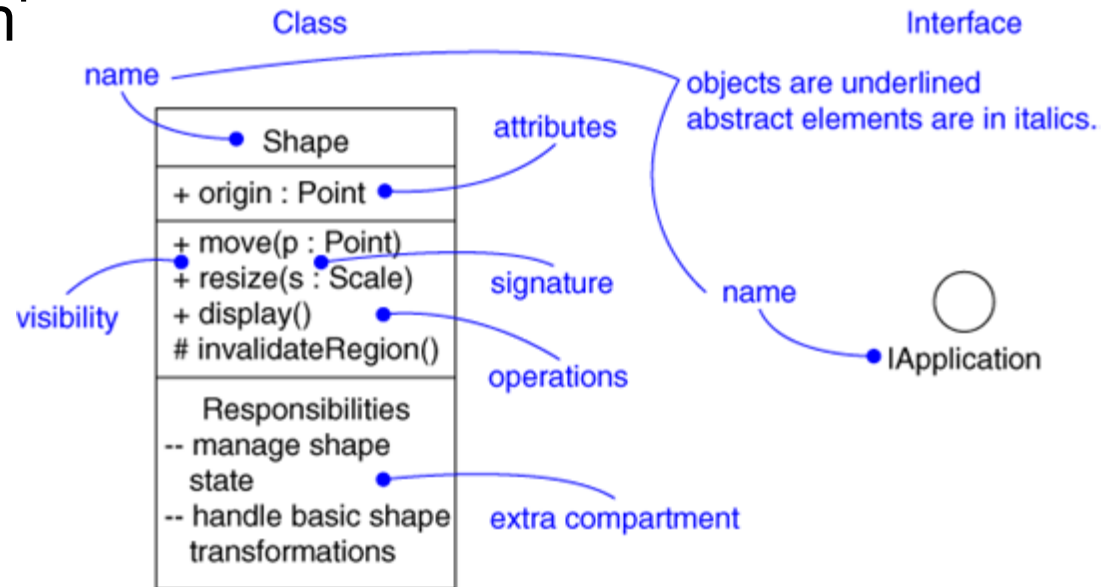 n
Class
Interface
name
objects are underlined
abstract elements are in italics.
attributes
Shape
+ origin : Point
+ move(p : Point)
+ resize(s : Scale)
+ display()
# invalidateRegion()
visibility
signature
operations
name
IApplication
Responsibilities
-- manage shape
state
-- handle basic shape
transformations
extra compartment